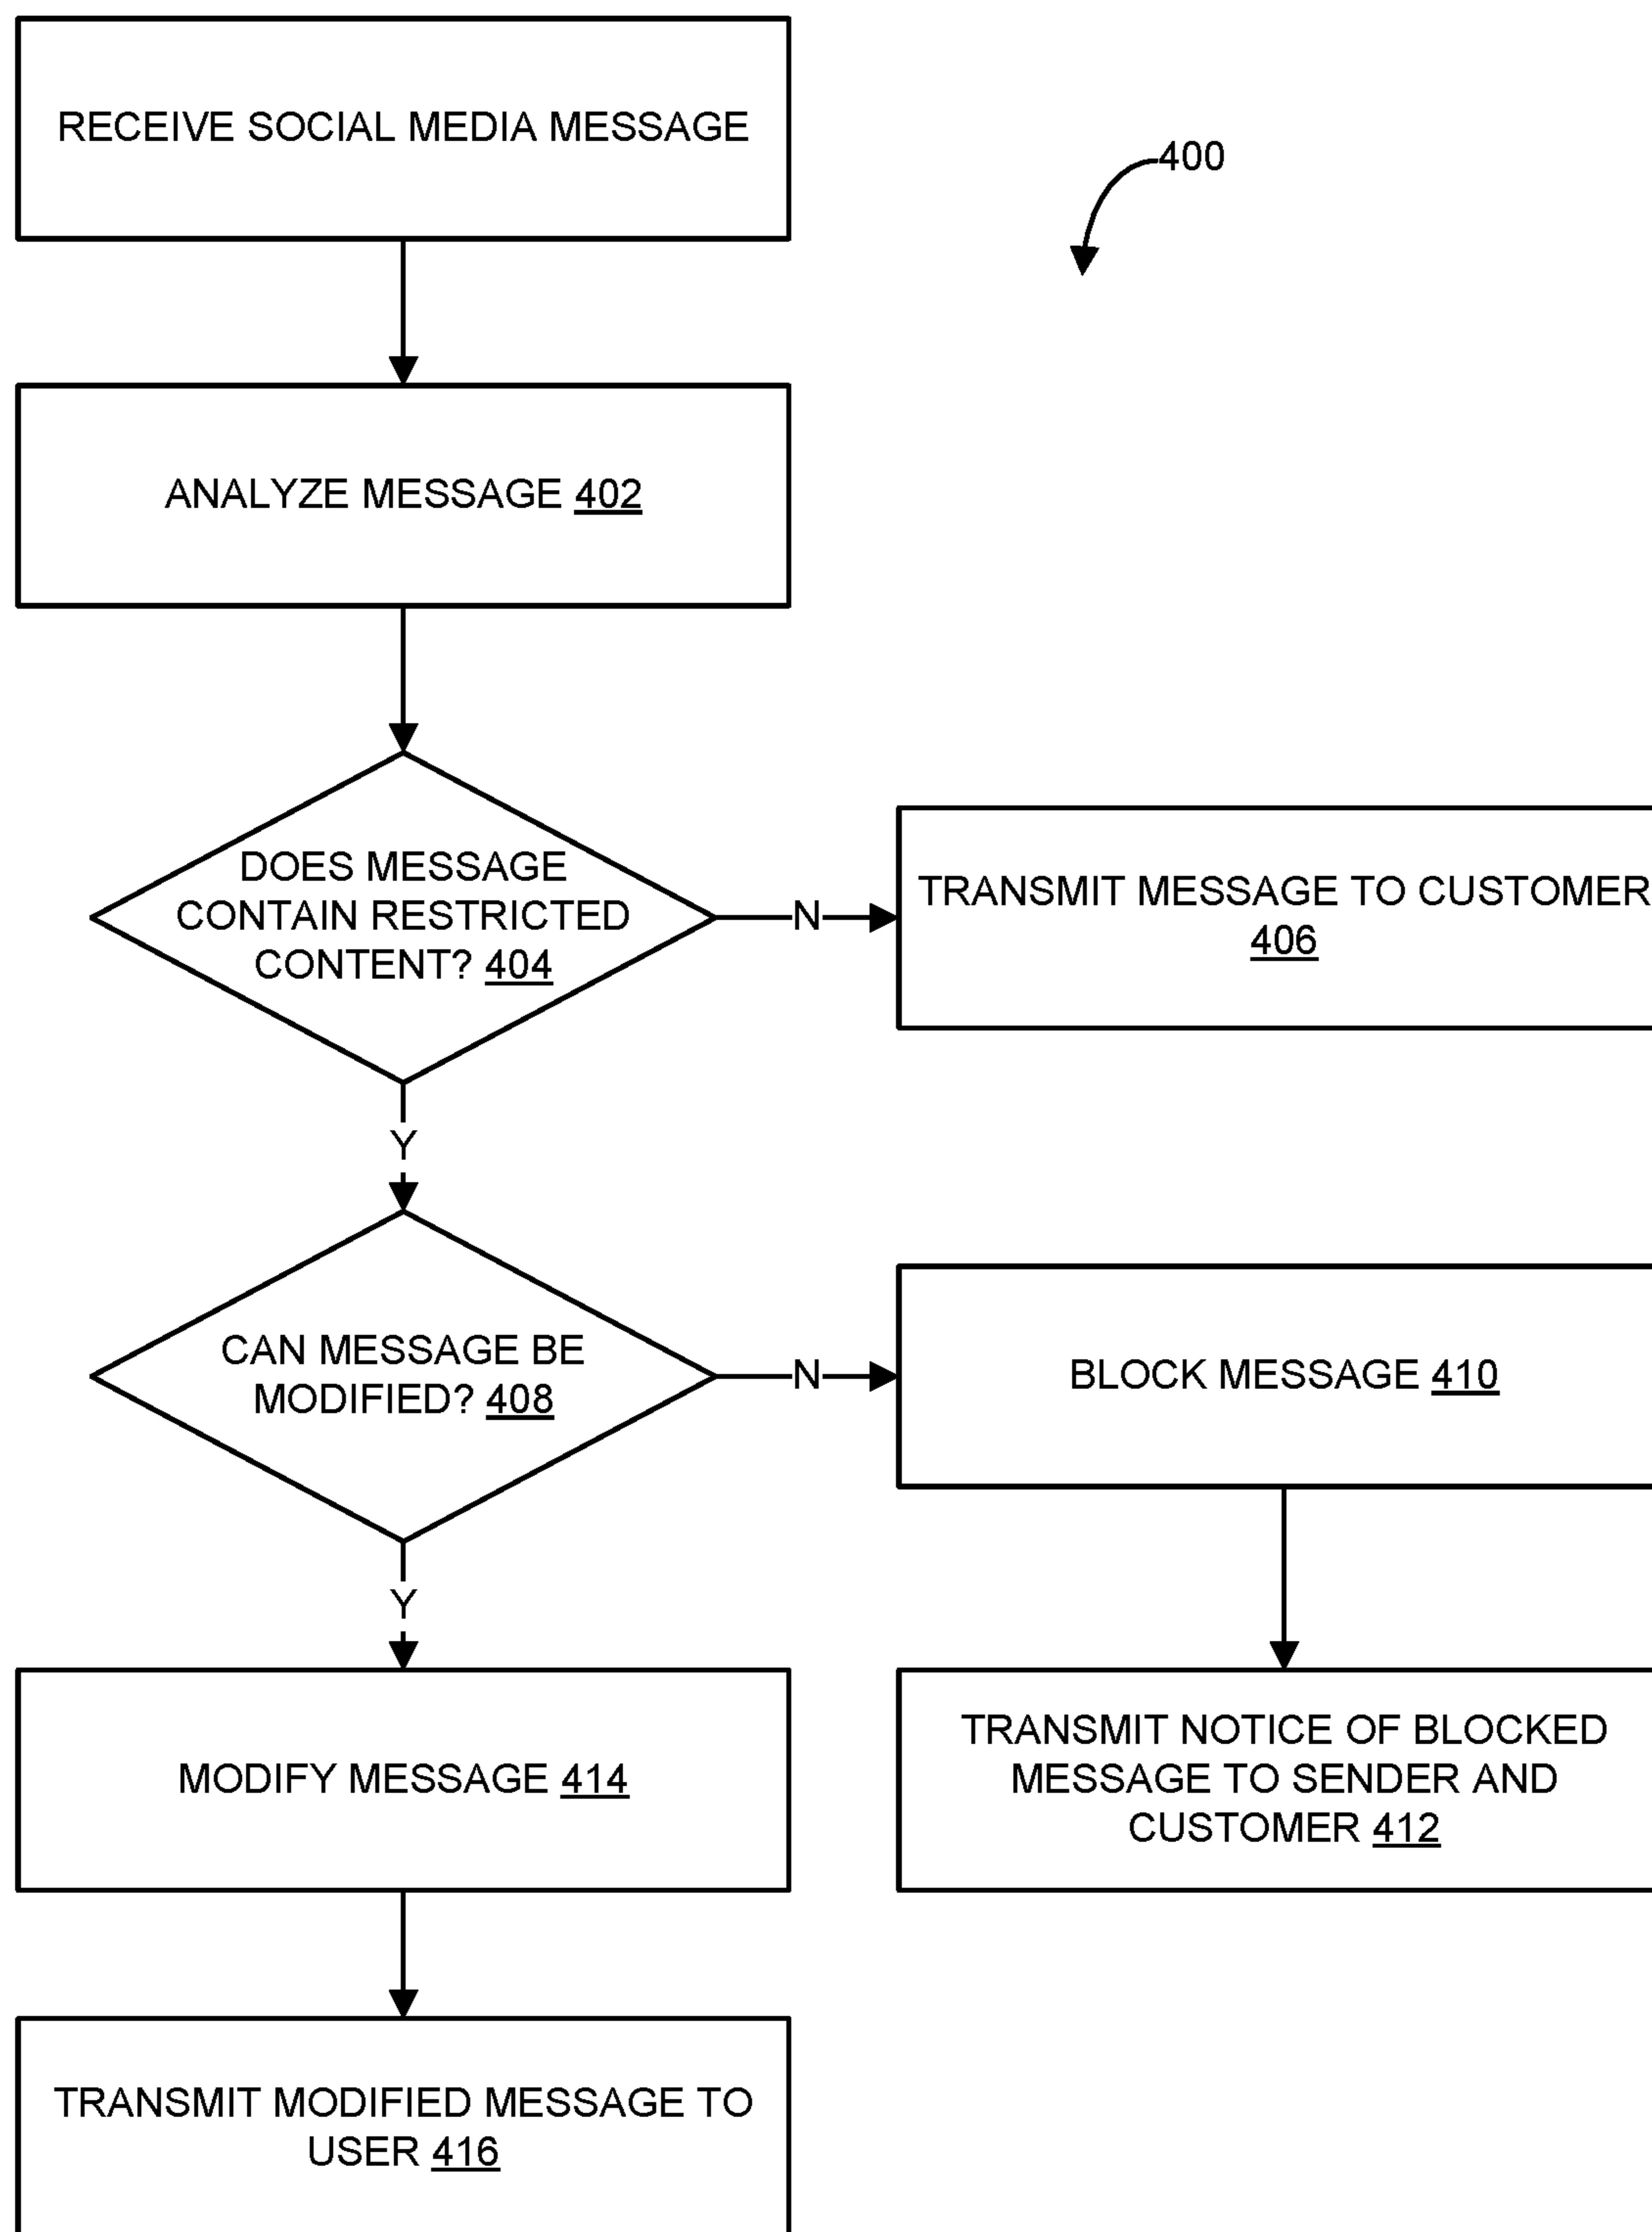 RECEIVE SOCIAL MEDIA MESSAGE
400
ANALYZE MESSAGE 402
DOES MESSAGE
CONTAIN RESTRICTED
CONTENT? 404
N
TRANSMIT MESSAGE TO CUSTOMER
406
Y
CAN MESSAGE BE
MODIFIED? 408
N
BLOCK MESSAGE 410
Y
MODIFY MESSAGE 414
TRANSMIT NOTICE OF BLOCKED
MESSAGE TO SENDER AND
CUSTOMER 412
TRANSMIT MODIFIED MESSAGE TO
USER 416